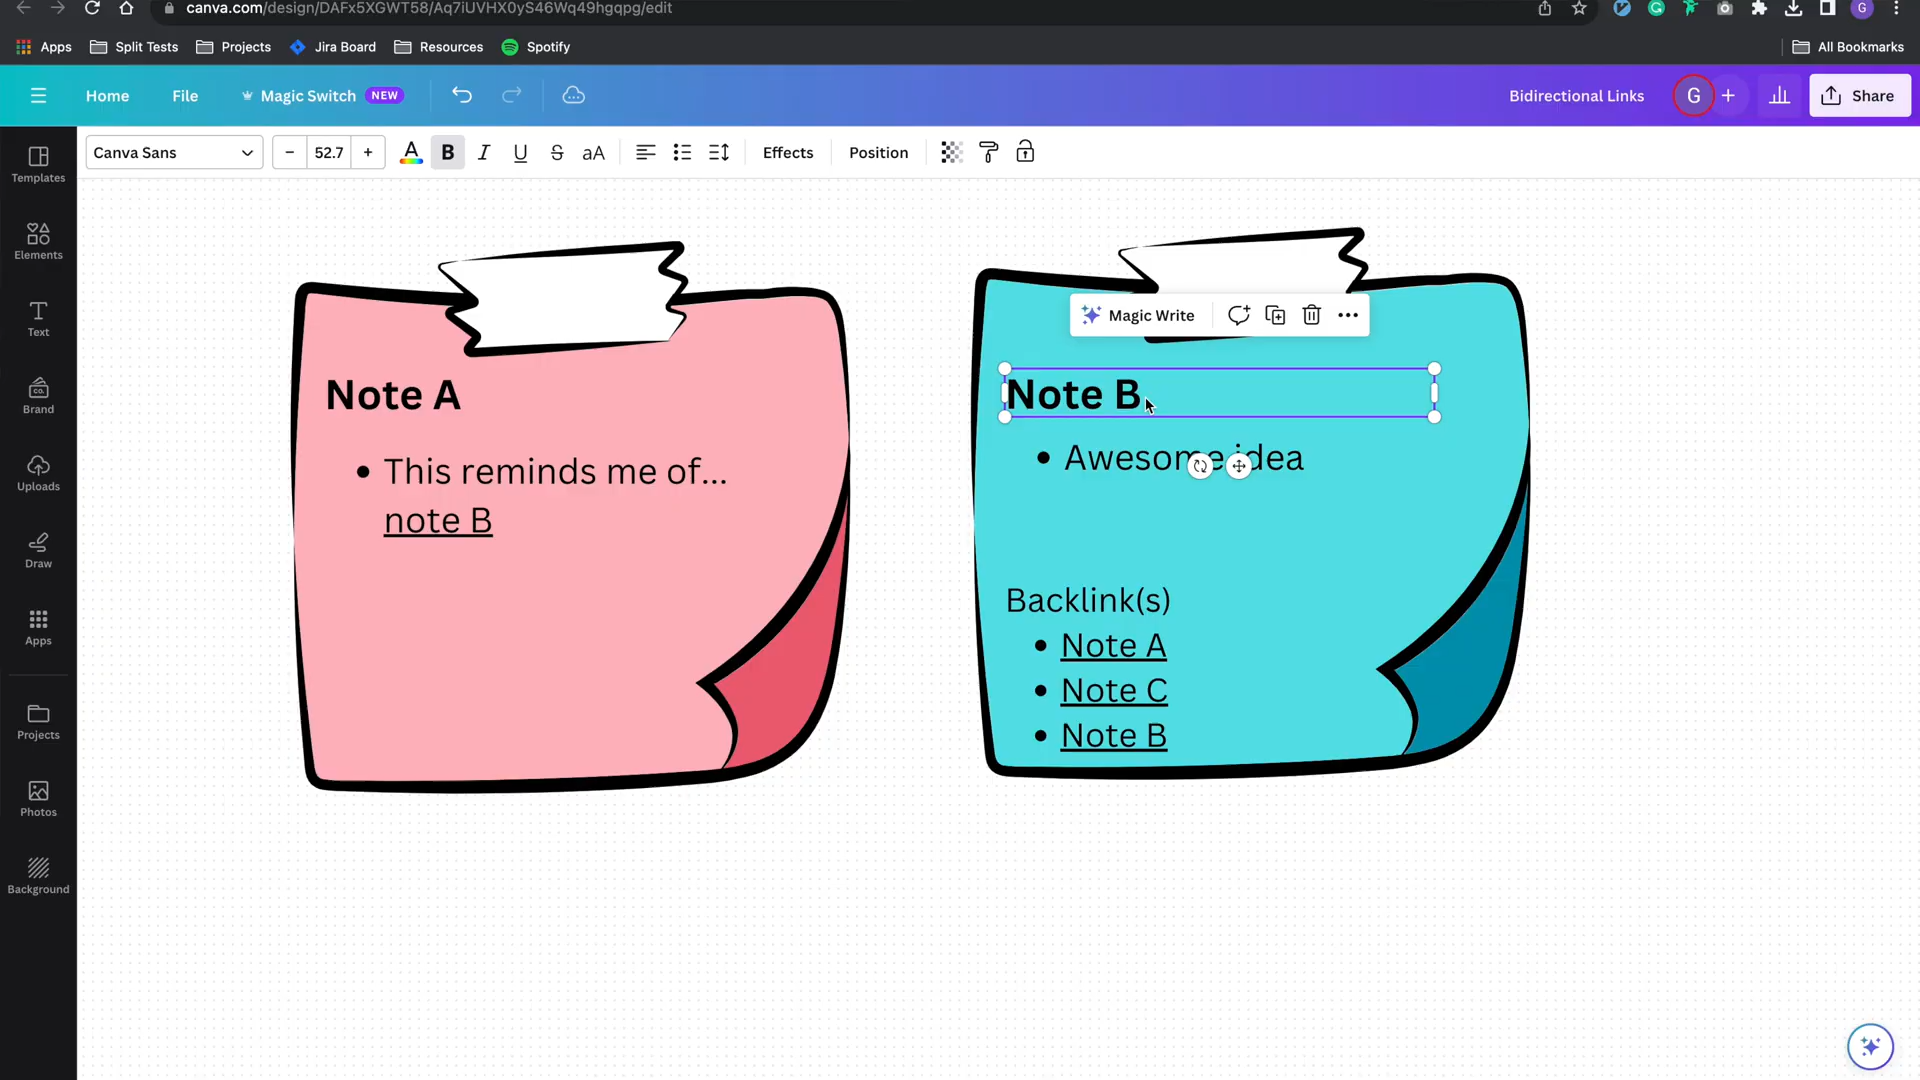 canva.com/design/DAFx5XGWT58/Aq7iUVHX0yS46Wq49hgqpg/edit
G
Apps
Split Tests
Projects
Jira Board
Resources
Spotify
All Bookmarks
Home
File
Magic Switch
NEW
Bidirectional Links
G
+
Share
Canva Sans
− 52.7 +
A
B
I
U
S
aA
Effects
Position
Templates
Elements
Text
Brand
Uploads
Draw
Apps
Projects
Photos
Background
Note A
• This reminds me of...
note B
Magic Write
Note B
• Awesome idea
Backlink(s)
• Note A
• Note C
• Note B